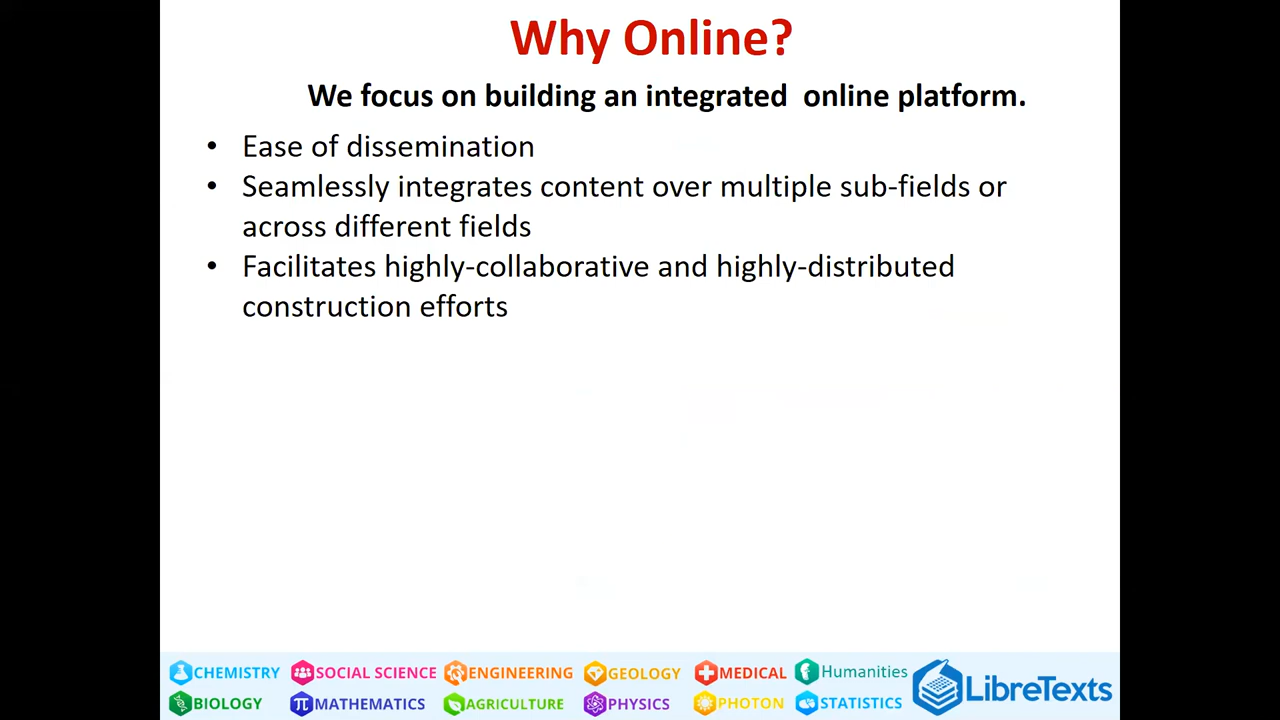 Why Online?
We focus on building an integrated online platform.
• Ease of dissemination
• Seamlessly integrates content over multiple sub-fields or
across different fields
• Facilitates highly-collaborative and highly-distributed
construction efforts
CHEMISTRY SOCIAL SCIENCE ENGINEERING GEOLOGY MEDICAL Humanities
BIOLOGY MATHEMATICS AGRICULTURE PHYSICS PHOTON STATISTICS
LibreTexts